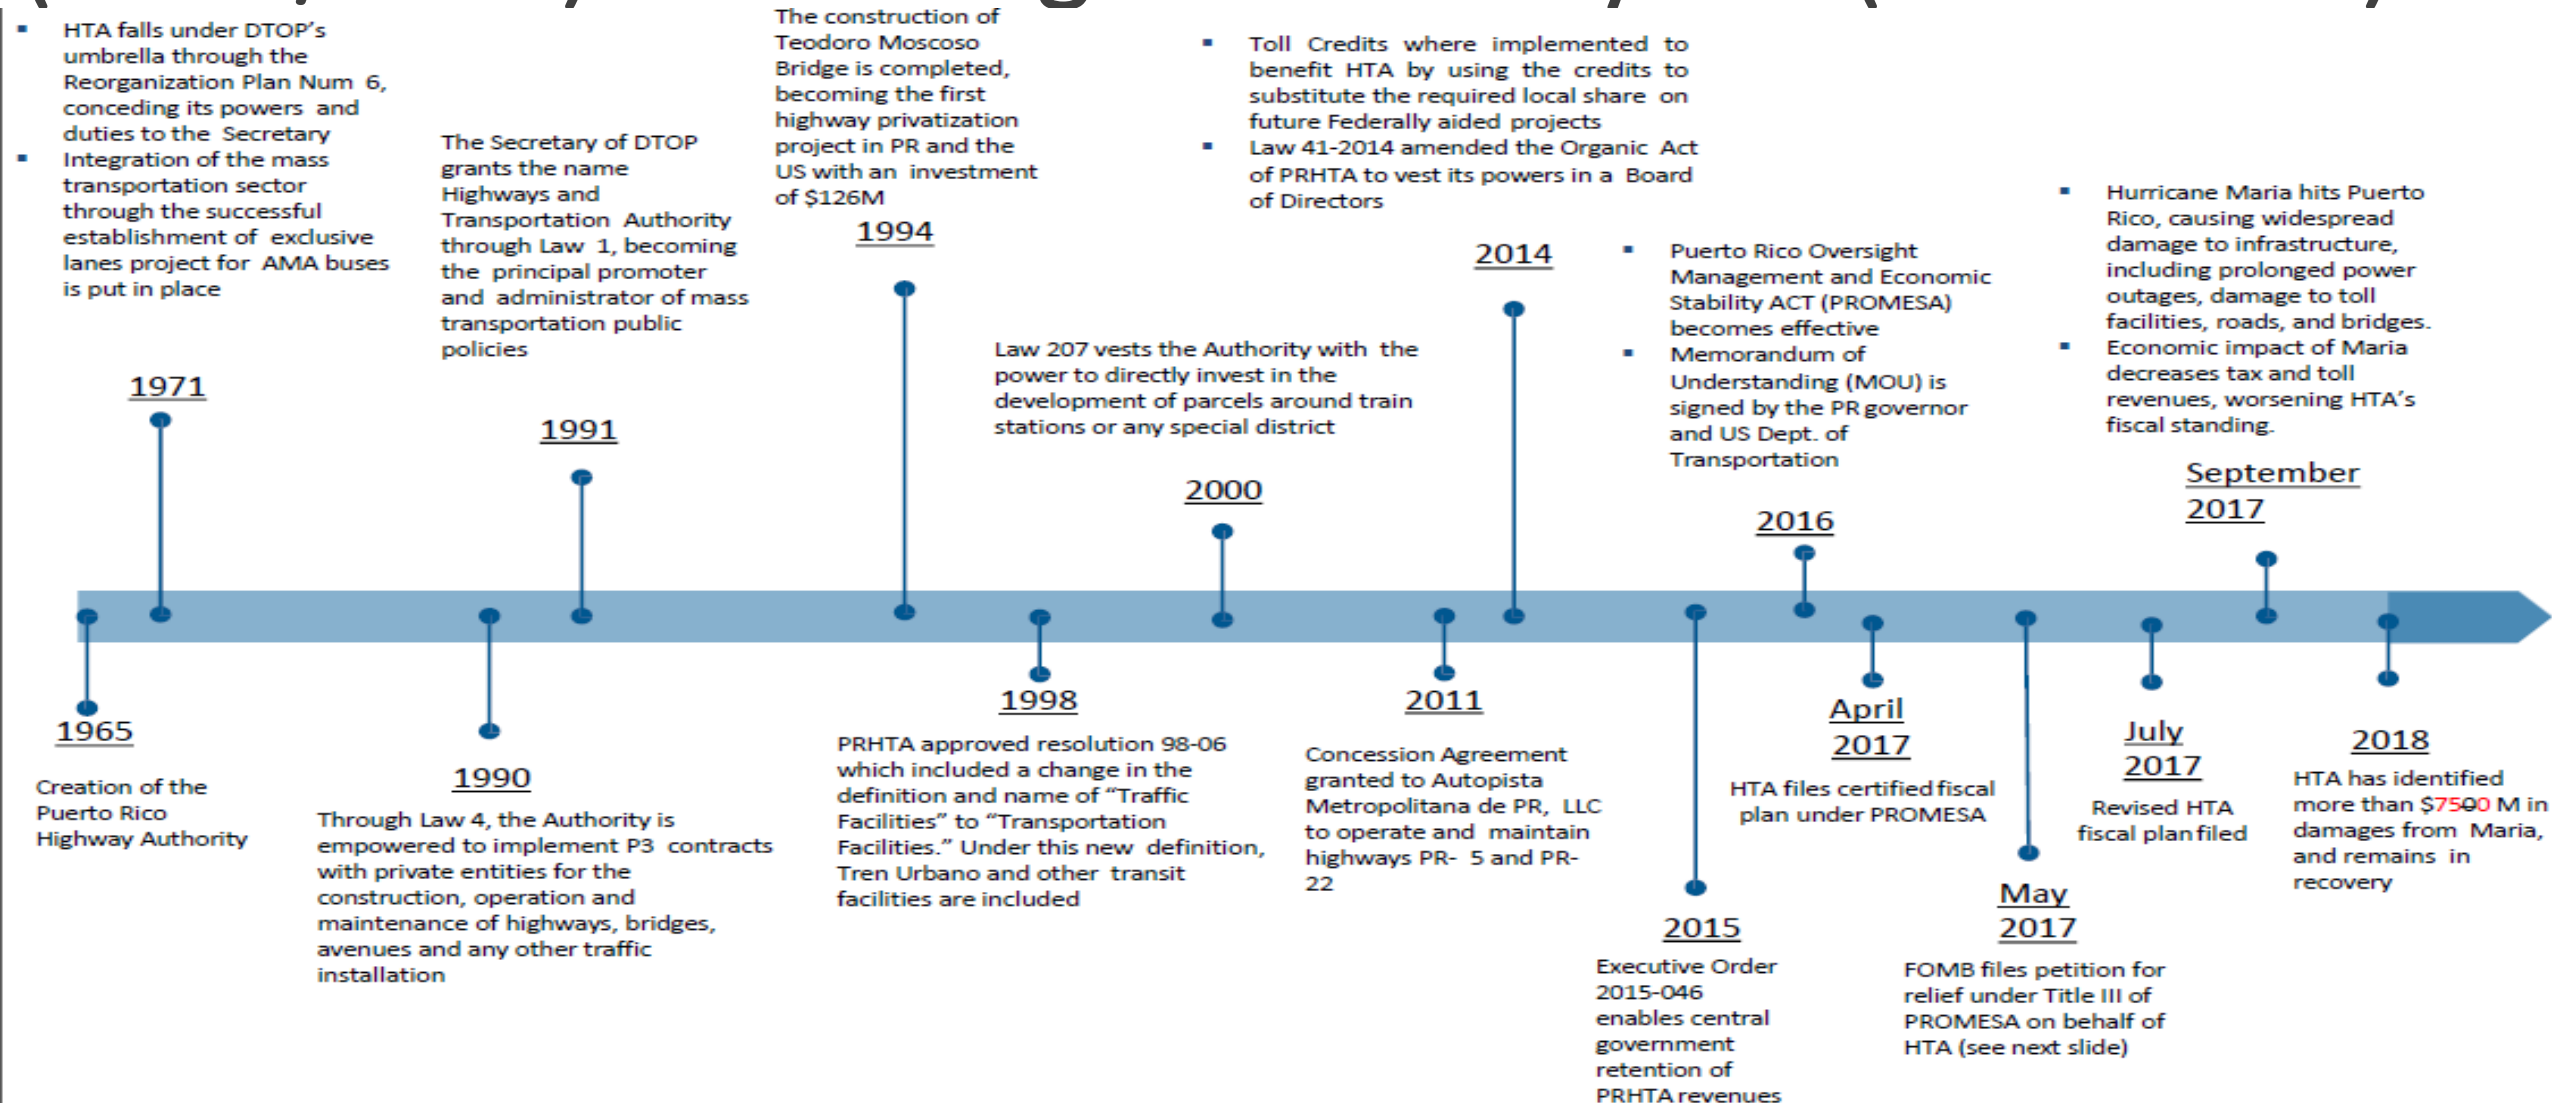 ▪ HTA falls under DTOP's
umbrella through the
Reorganization Plan Num 6,
conceding its powers and
duties to the Secretary
▪ Integration of the mass
transportation sector
through the successful
establishment of exclusive
lanes project for AMA buses
is put in place
1971
The Secretary of DTOP
grants the name
Highways and
Transportation Authority
through Law 1, becoming
the principal promoter
and administrator of mass
transportation public
policies
1991
The construction of
Teodoro Moscoso
Bridge is completed,
becoming the first
highway privatization
project in PR and the
US with an investment
of $126M
1994
Law 207 vests the Authority with the
power to directly invest in the
development of parcels around train
stations or any special district
2000
▪ Toll Credits where implemented to
benefit HTA by using the credits to
substitute the required local share on
future Federally aided projects
▪ Law 41-2014 amended the Organic Act
of PRHTA to vest its powers in a Board
of Directors
2014
▪ Puerto Rico Oversight
Management and Economic
Stability ACT (PROMESA)
becomes effective
▪ Memorandum of
Understanding (MOU) is
signed by the PR governor
and US Dept. of
Transportation
2016
▪ Hurricane Maria hits Puerto
Rico, causing widespread
damage to infrastructure,
including prolonged power
outages, damage to toll
facilities, roads, and bridges.
▪ Economic impact of Maria
decreases tax and toll
revenues, worsening HTA's
fiscal standing.
September
2017
1965
Creation of the
Puerto Rico
Highway Authority
1990
Through Law 4, the Authority is
empowered to implement P3 contracts
with private entities for the
construction, operation and
maintenance of highways, bridges,
avenues and any other traffic
installation
1998
PRHTA approved resolution 98-06
which included a change in the
definition and name of "Traffic
Facilities" to "Transportation
Facilities." Under this new definition,
Tren Urbano and other transit
facilities are included
2011
Concession Agreement
granted to Autopista
Metropolitana de PR, LLC
to operate and maintain
highways PR- 5 and PR-
22
2015
Executive Order
2015-046
enables central
government
retention of
PRHTA revenues
April
2017
HTA files certified fiscal
plan under PROMESA
May
2017
FOMB files petition for
relief under Title III of
PROMESA on behalf of
HTA (see next slide)
July
2017
Revised HTA
fiscal plan filed
2018
HTA has identified
more than $7500 M in
damages from Maria,
and remains in
recovery